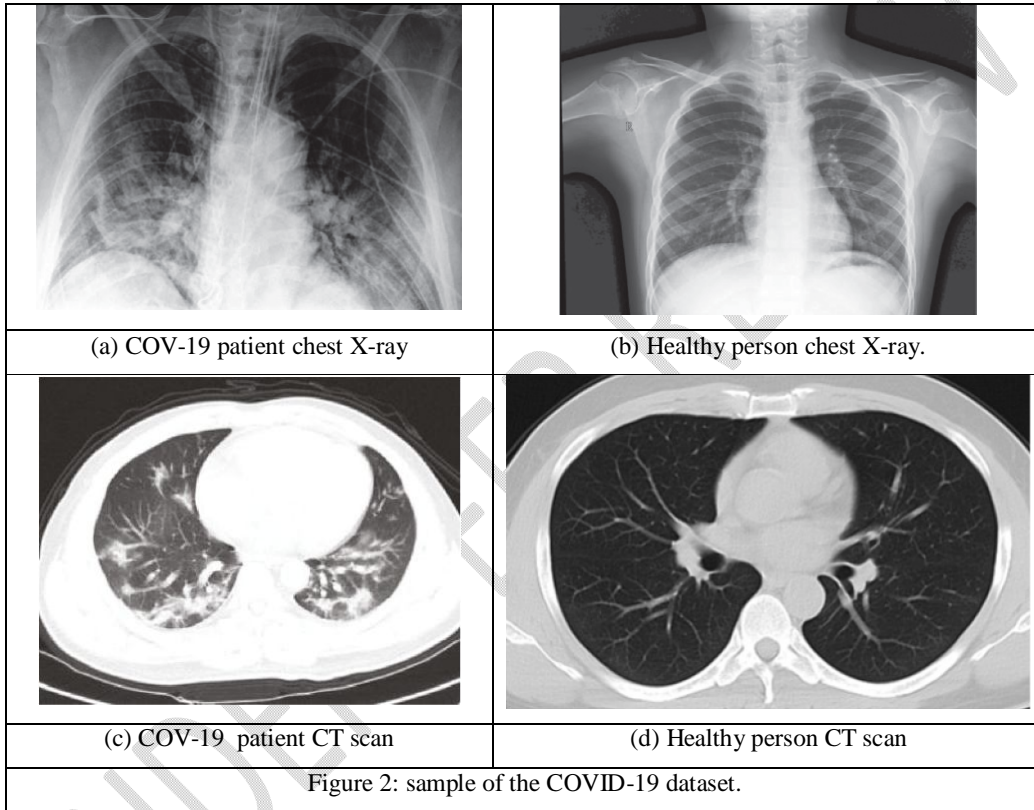 (a) COV-19 patient chest X-ray
(b) Healthy person chest X-ray.
(c) COV-19 patient CT scan
(d) Healthy person CT scan
Figure 2: sample of the COVID-19 dataset.